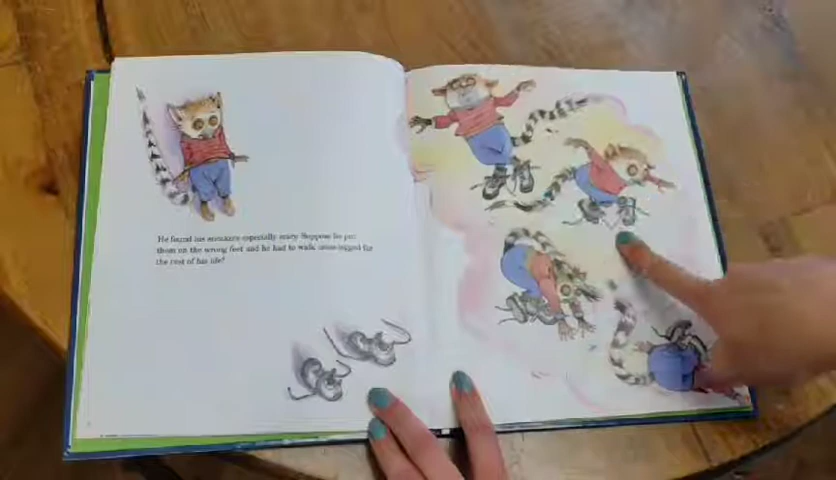 He found his sneakers especially scary. Suppose he put
them on the wrong feet and he had to walk cross-legged for
the rest of his life?